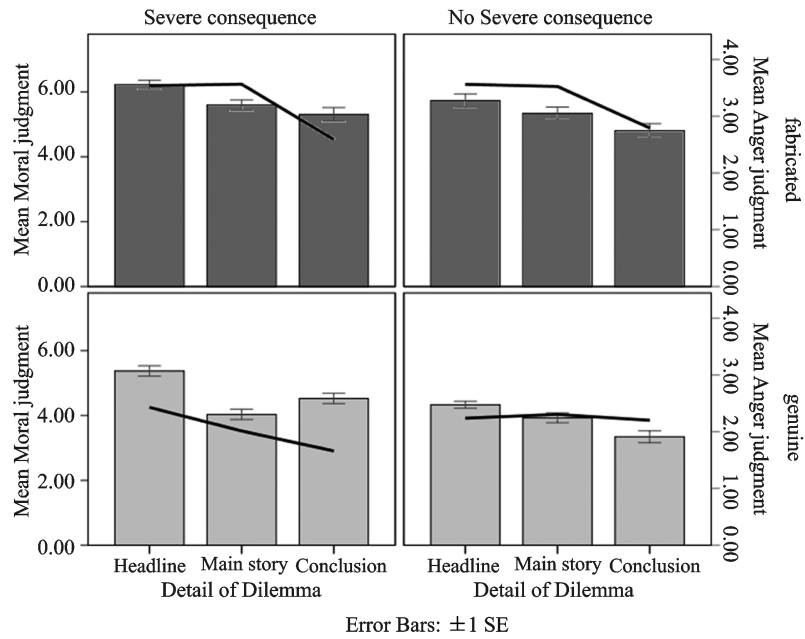 Severe consequence
No Severe consequence
Mean Moral judgment
6.00
4.00
2.00
0.00
4.00
3.00
2.00
1.00
0.00
Mean Anger judgment
fabricated
Mean Moral judgment
6.00
4.00
2.00
0.00
4.00
3.00
2.00
1.00
0.00
Mean Anger judgment
genuine
Headline
Main story
Conclusion
Headline
Main story
Conclusion
Detail of Dilemma
Detail of Dilemma
Error Bars: ±1 SE